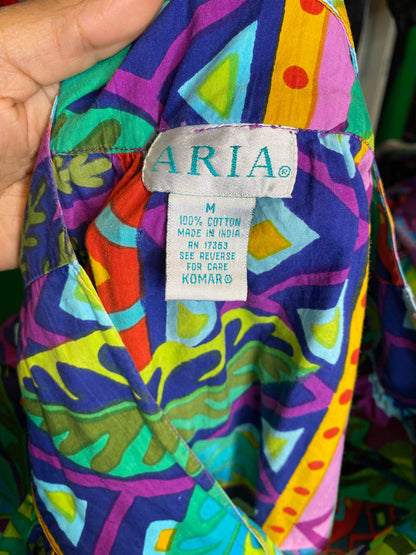 ARIA®
M
100% COTTON
MADE IN INDIA
RN 17363
SEE REVERSE
FOR CARE
KOMAR